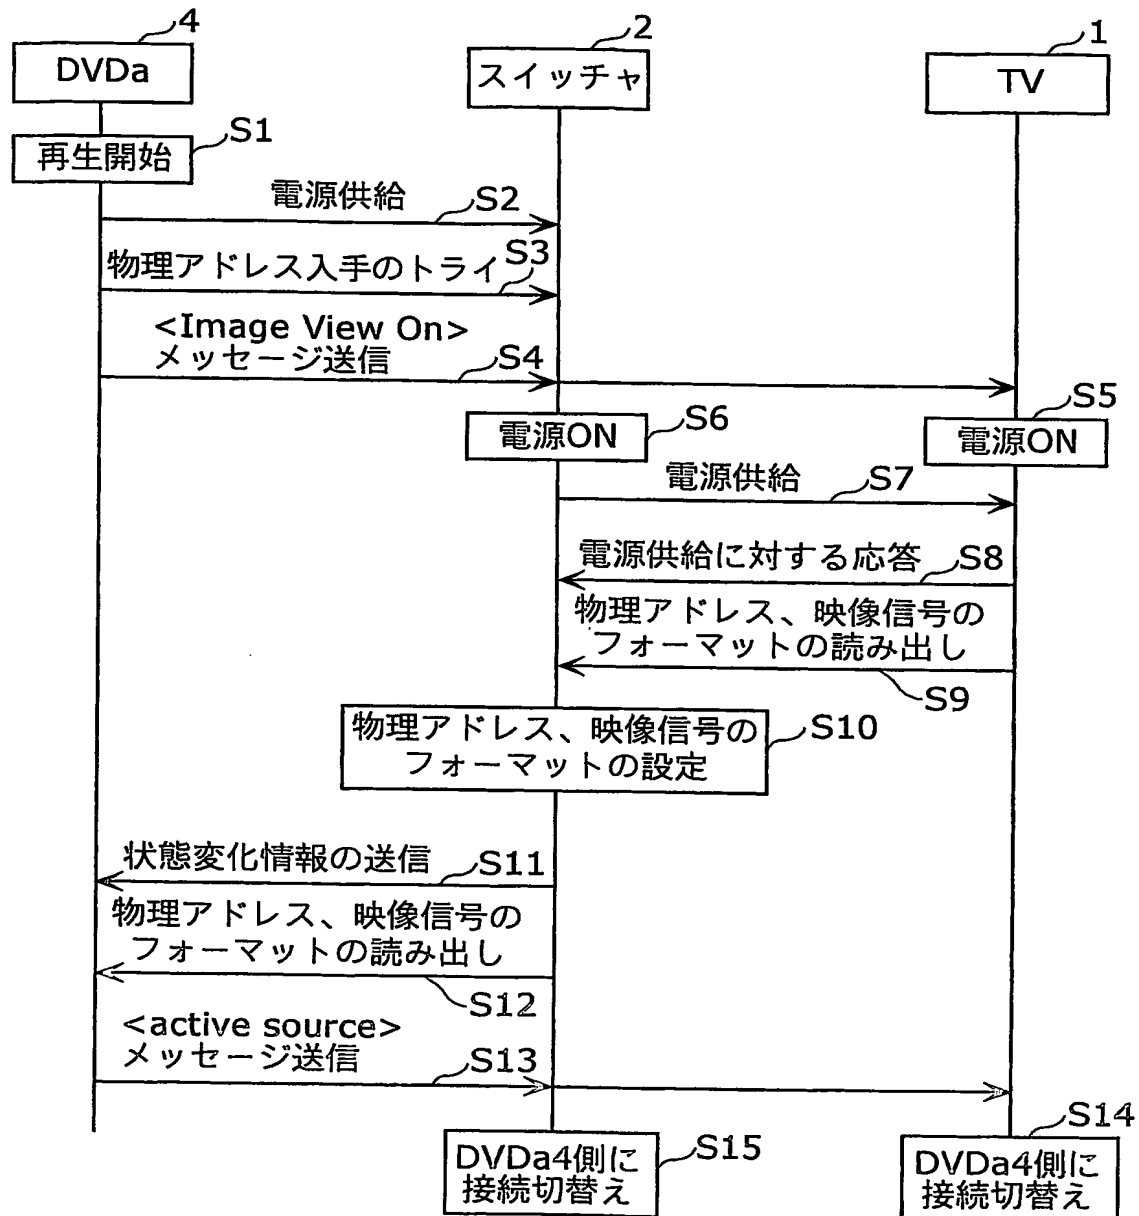 4
DVDa
2
スイッチャ
1
TV
再生開始
S1
電源供給
S2
物理アドレス入手のトライ
S3
<Image View On>
メッセージ送信
S4
電源ON
S6
電源ON
S5
電源供給
S7
電源供給に対する応答
S8
物理アドレス、映像信号の
フォーマットの読み出し
S9
物理アドレス、映像信号の
フォーマットの設定
S10
状態変化情報の送信
S11
物理アドレス、映像信号の
フォーマットの読み出し
S12
<active source>
メッセージ送信
S13
DVDa4側に
接続切替え
S15
DVDa4側に
接続切替え
S14